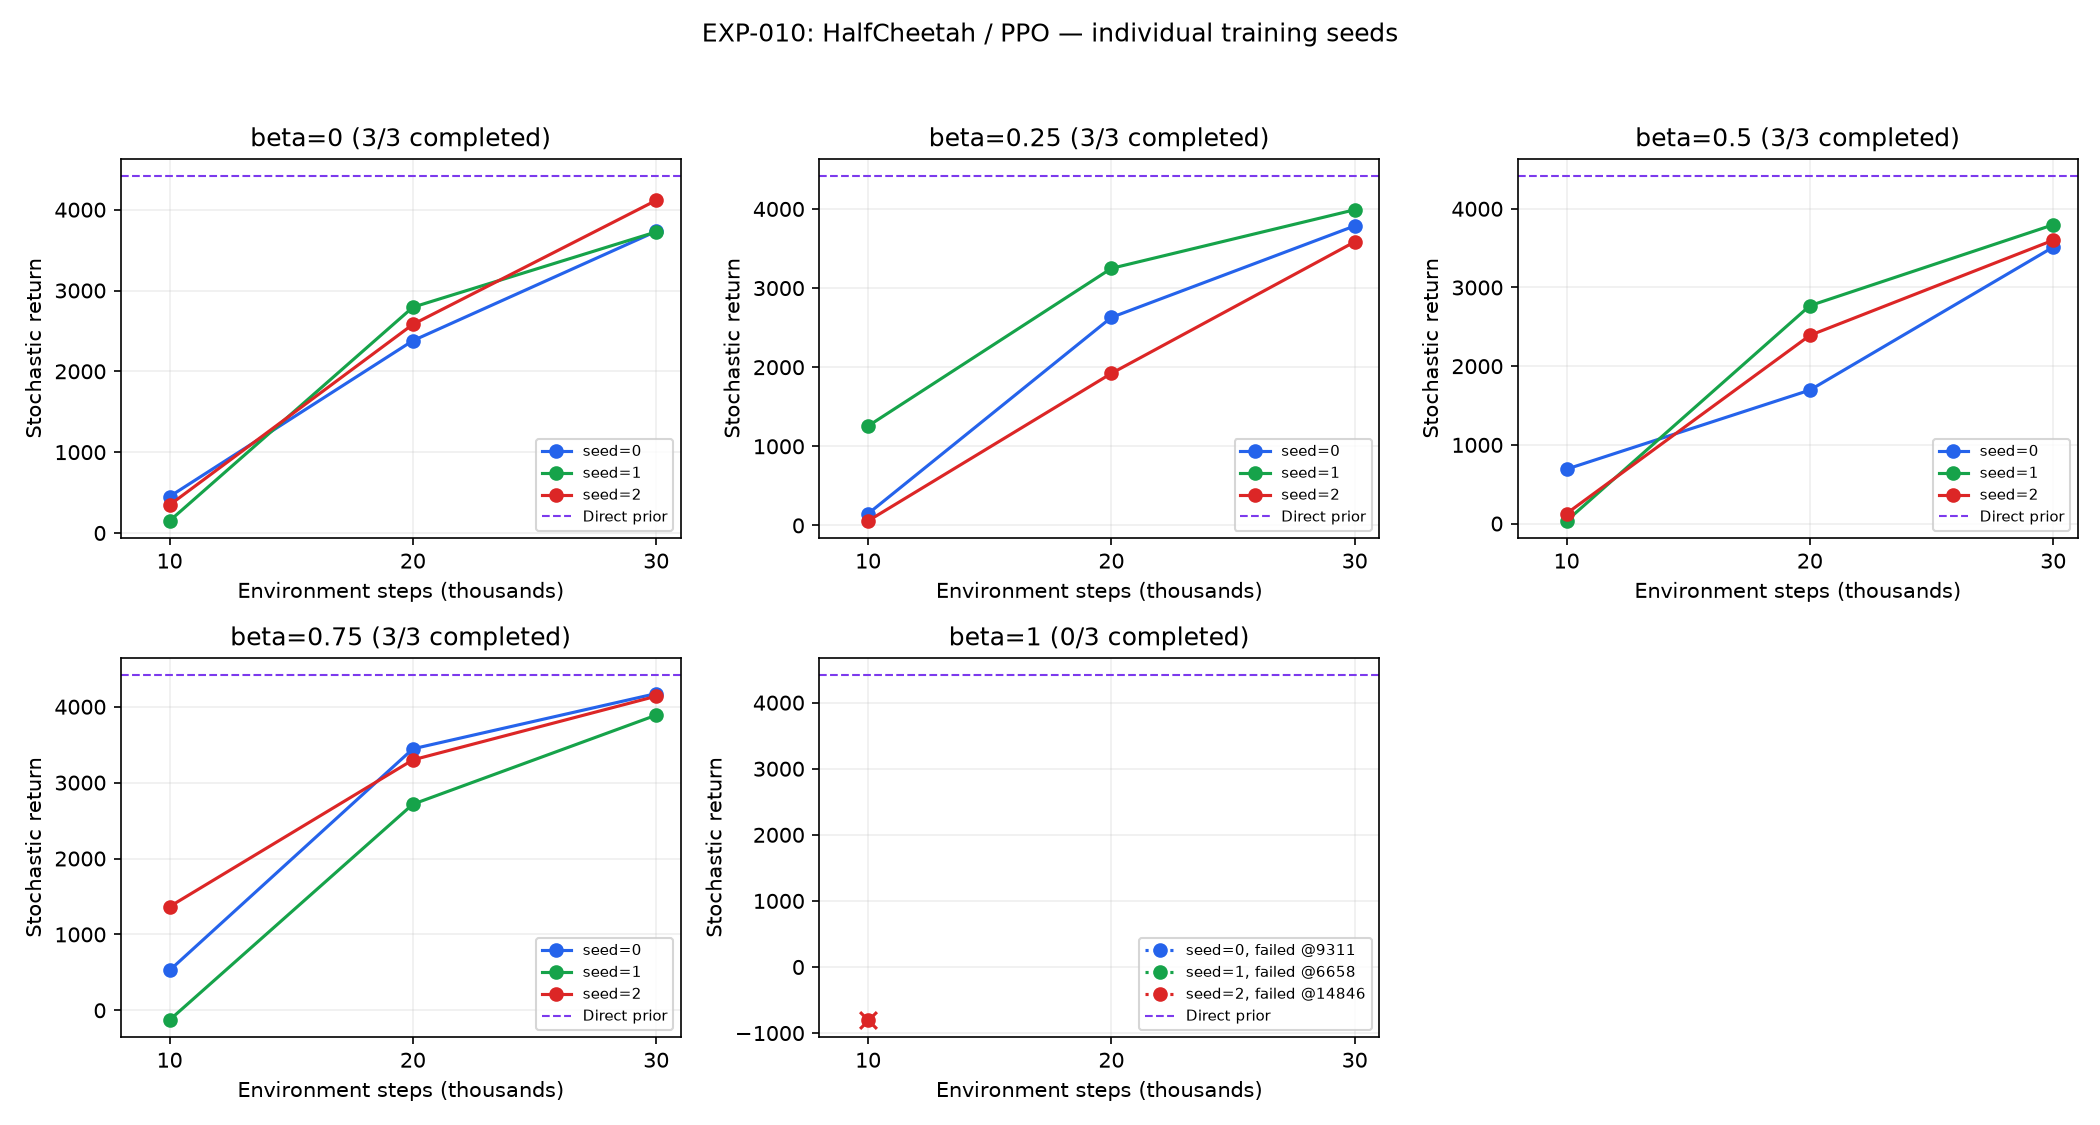 EXP-010: HalfCheetah / PPO — individual training seeds
beta=0 (3/3 completed)
Stochastic return
4000
3000
2000
1000
0
10
20
30
Environment steps (thousands)
seed=0
seed=1
seed=2
Direct prior
beta=0.25 (3/3 completed)
Stochastic return
4000
3000
2000
1000
0
10
20
30
Environment steps (thousands)
seed=0
seed=1
seed=2
Direct prior
beta=0.5 (3/3 completed)
Stochastic return
4000
3000
2000
1000
0
10
20
30
Environment steps (thousands)
seed=0
seed=1
seed=2
Direct prior
beta=0.75 (3/3 completed)
Stochastic return
4000
3000
2000
1000
0
10
20
30
Environment steps (thousands)
seed=0
seed=1
seed=2
Direct prior
beta=1 (0/3 completed)
Stochastic return
4000
3000
2000
1000
0
−1000
10
20
30
Environment steps (thousands)
seed=0, failed @9311
seed=1, failed @6658
seed=2, failed @14846
Direct prior